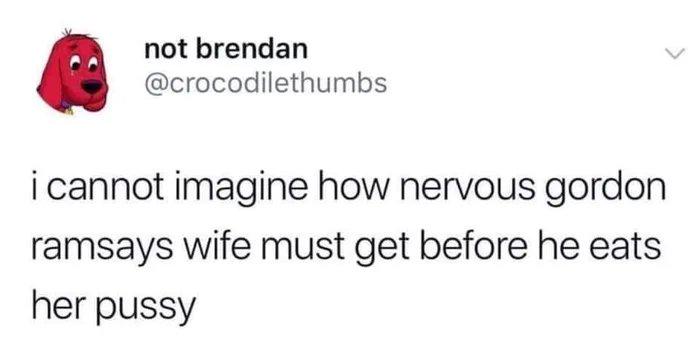 not brendan
@crocodilethumbs
i cannot imagine how nervous gordon
ramsays wife must get before he eats
her pussy